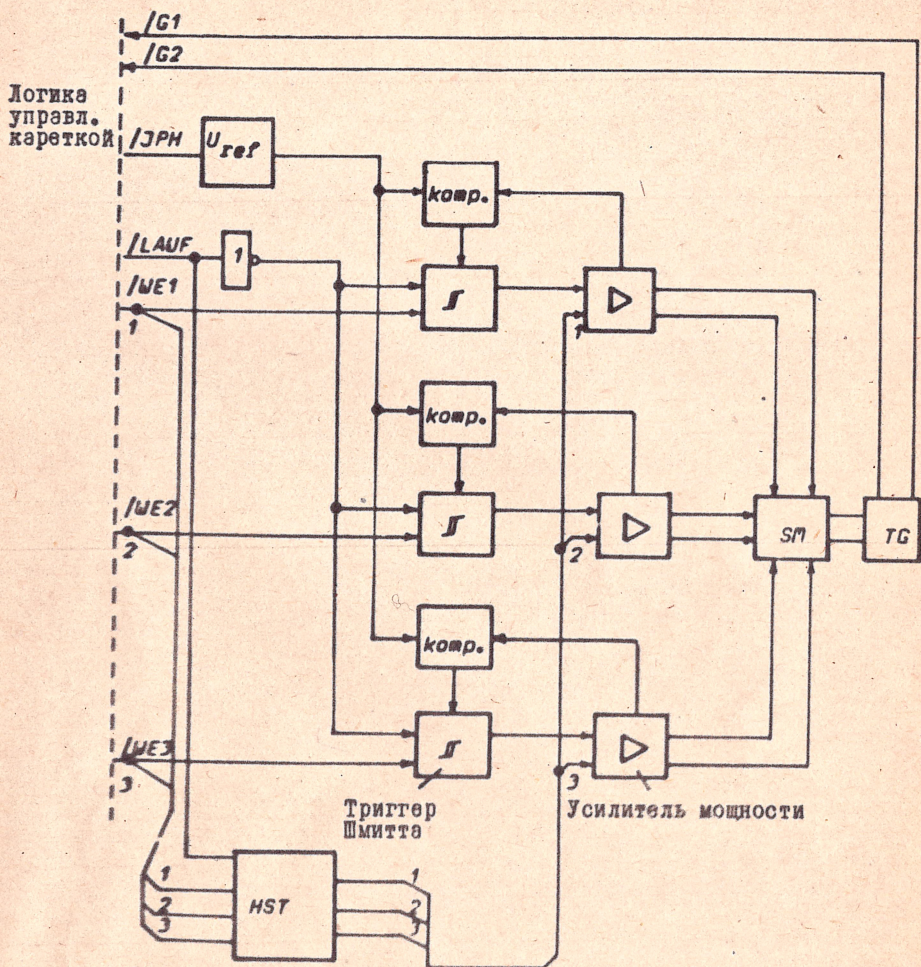 /G1
/G2
Логика
управл.
кареткой
/JPH
Uref
komp.
/LAUF
1
/WE1
1
1
komp.
/WE2
2
2
SM
TG
komp.
/WE3
3
3
Триггер
Шмитта
Усилитель мощности
1
2
3
HST
1
2
3